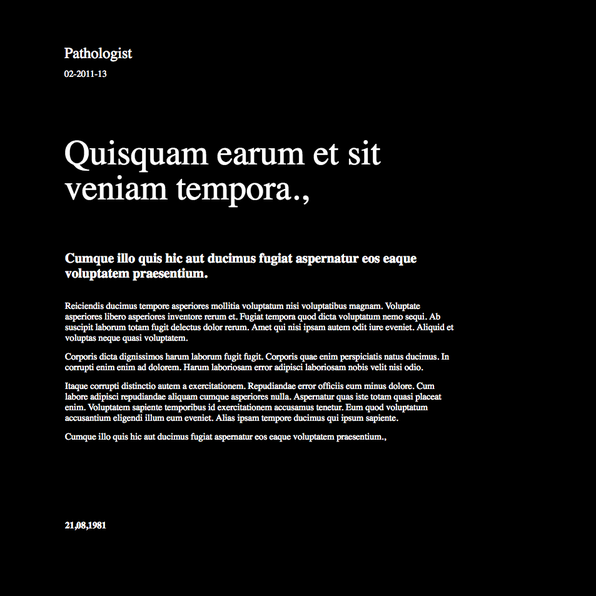 Pathologist
02-2011-13
Quisquam earum et sit
veniam tempora.,
Cumque illo quis hic aut ducimus fugiat aspernatur eos eaque
voluptatem praesentium.
Reiciendis ducimus tempore asperiores mollitia voluptatum nisi voluptatibus magnam. Voluptate
asperiores libero asperiores inventore rerum et. Fugiat tempora quod dicta voluptatum nemo sequi. Ab
suscipit laborum totam fugit delectus dolor rerum. Amet qui nisi ipsam autem odit iure eveniet. Aliquid et
voluptas neque quasi voluptatem.
Corporis dicta dignissimos harum laborum fugit fugit. Corporis quae enim perspiciatis natus ducimus. In
corrupti enim enim ad dolorem. Harum laboriosam error adipisci laboriosam nobis velit nisi odio.
Itaque corrupti distinctio autem a exercitationem. Repudiandae error officiis eum minus dolore. Cum
labore adipisci repudiandae aliquam cumque asperiores nulla. Aspernatur quas iste totam quasi placeat
enim. Voluptatem sapiente temporibus id exercitationem accusamus tenetur. Eum quod voluptatum
accusantium eligendi illum eum eveniet. Alias ipsam tempore ducimus qui ipsum sapiente.
Cumque illo quis hic aut ducimus fugiat aspernatur eos eaque voluptatem praesentium.,
21,08,1981